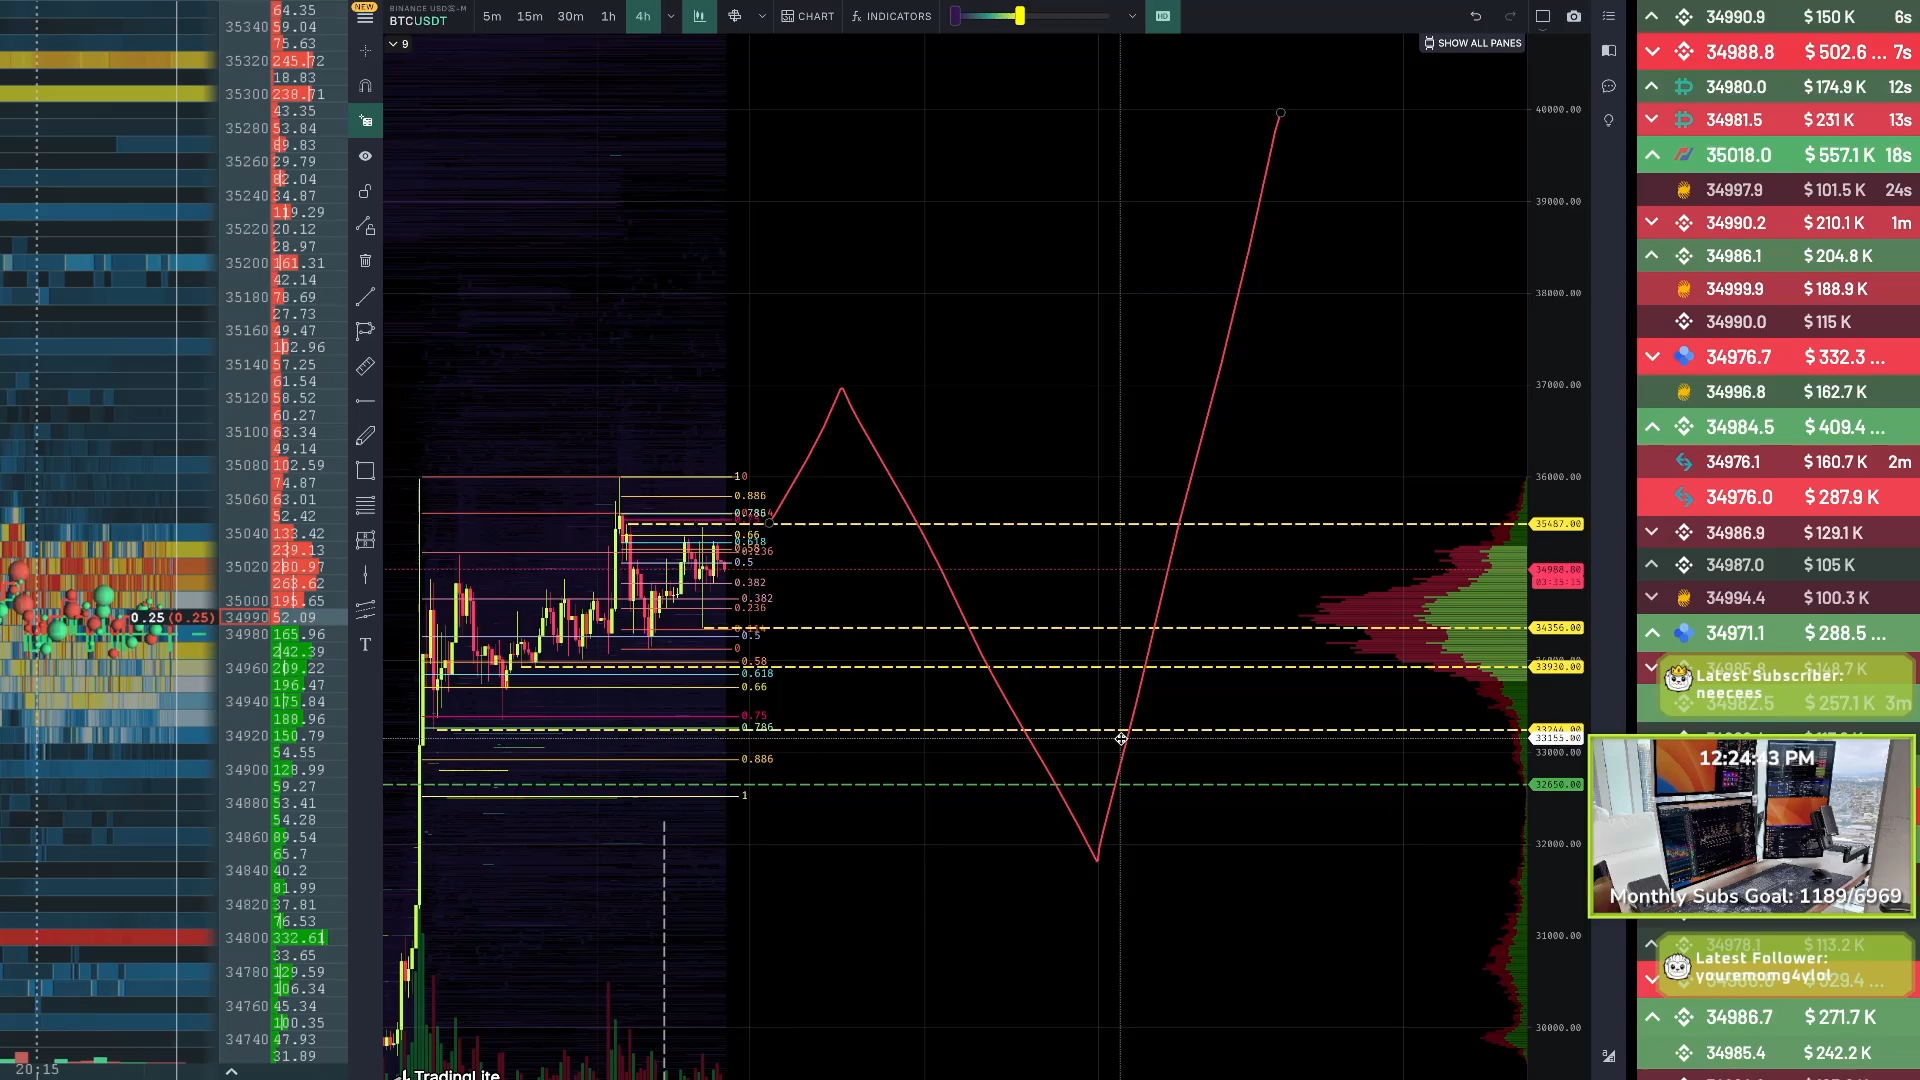 64.35
35340 59.04
75.63
35320 245.72
18.83
35300 238.71
43.35
35280 53.84
89.83
35260 29.79
82.04
35240 34.87
119.29
35220 20.12
28.97
35200 161.31
42.14
35180 78.69
27.73
35160 49.47
102.96
35140 57.25
61.54
35120 58.52
60.27
35100 63.34
49.14
35080 102.59
74.87
35060 63.01
52.42
35040 133.42
239.13
35020 280.97
263.62
35000 195.65
0.25(0.25) 34990 52.09
34980 165.96
242.39
34960 209.22
196.47
34940 175.84
188.96
34920 150.79
54.55
34900 128.99
59.27
34880 53.41
54.28
34860 89.54
65.7
34840 40.2
81.99
34820 37.81
76.53
34800 332.61
33.65
34780 129.59
106.34
34760 45.34
100.35
34740 47.93
31.89
20:15
NEW
BINANCE USDⓈ-M
BTCUSDT
5m 15m 30m 1h 4h CHART fx INDICATORS HD
9
SHOW ALL PANES
T
10
0.886
0.786
0.66
0.618
0.236
0.5
0.382
0.382
0.236
0.5
0
0.58
0.618
0.66
0.75
0.786
0.886
1
TradingLite
40000.00
39000.00
38000.00
37000.00
36000.00
35487.00
34988.80
03:35:15
34356.00
33930.00
33244.00
33155.00
33000.00
32650.00
32000.00
31000.00
30000.00
34990.9 $150 K 6s
34988.8 $502.6 ... 7s
34980.0 $174.9 K 12s
34981.5 $231 K 13s
35018.0 $557.1 K 18s
34997.9 $101.5 K 24s
34990.2 $210.1 K 1m
34986.1 $204.8 K
34999.9 $188.9 K
34990.0 $115 K
34976.7 $332.3 ...
34996.8 $162.7 K
34984.5 $409.4 ...
34976.1 $160.7 K 2m
34976.0 $287.9 K
34986.9 $129.1 K
34987.0 $105 K
34994.4 $100.3 K
34971.1 $288.5 ...
34985.8 $148.7 K
Latest Subscriber:
neecees
34982.5 $257.1 K 3m
12:24:43 PM
Monthly Subs Goal: 1189/6969
34978.1 $113.2 K
Latest Follower:
youremomg4ylol
34986.7 $271.7 K
34985.4 $242.2 K